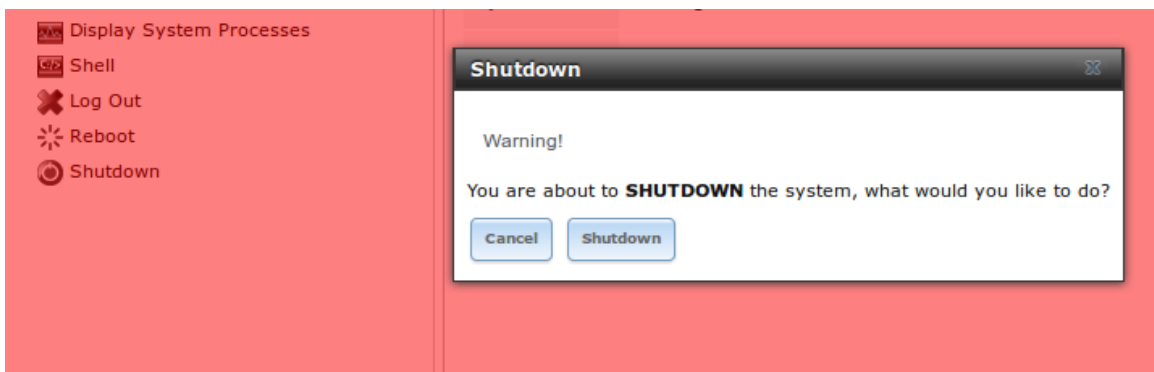 Display System Processes
Shell
Log Out
Reboot
Shutdown
Shutdown
Warning!
You are about to SHUTDOWN the system, what would you like to do?
Cancel Shutdown